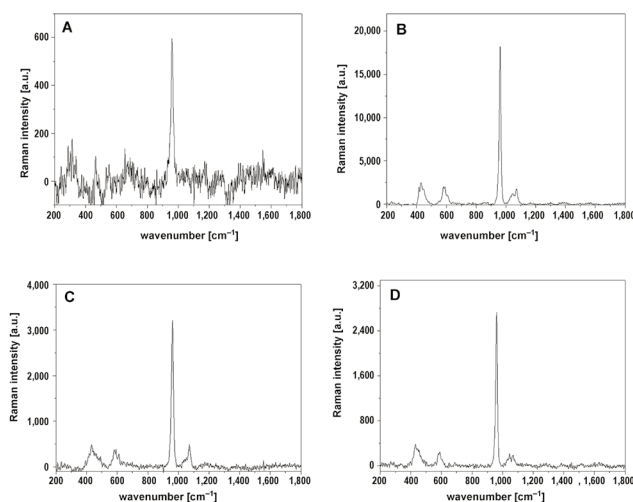 A
Raman intensity [a.u.]
600
400
200
0
200 400 600 800 1,000 1,200 1,400 1,600 1,800
wavenumber [cm⁻¹]
B
Raman intensity [a.u.]
20,000
15,000
10,000
5,000
0
200 400 600 800 1,000 1,200 1,400 1,600 1,800
wavenumber [cm⁻¹]
C
Raman intensity [a.u.]
4,000
3,000
2,000
1,000
0
200 400 600 800 1,000 1,200 1,400 1,600 1,800
wavenumber [cm⁻¹]
D
Raman intensity [a.u.]
3,200
2,400
1,600
800
0
200 400 600 800 1,000 1,200 1,400 , 1,600 1,800
wavenumber [cm⁻¹]